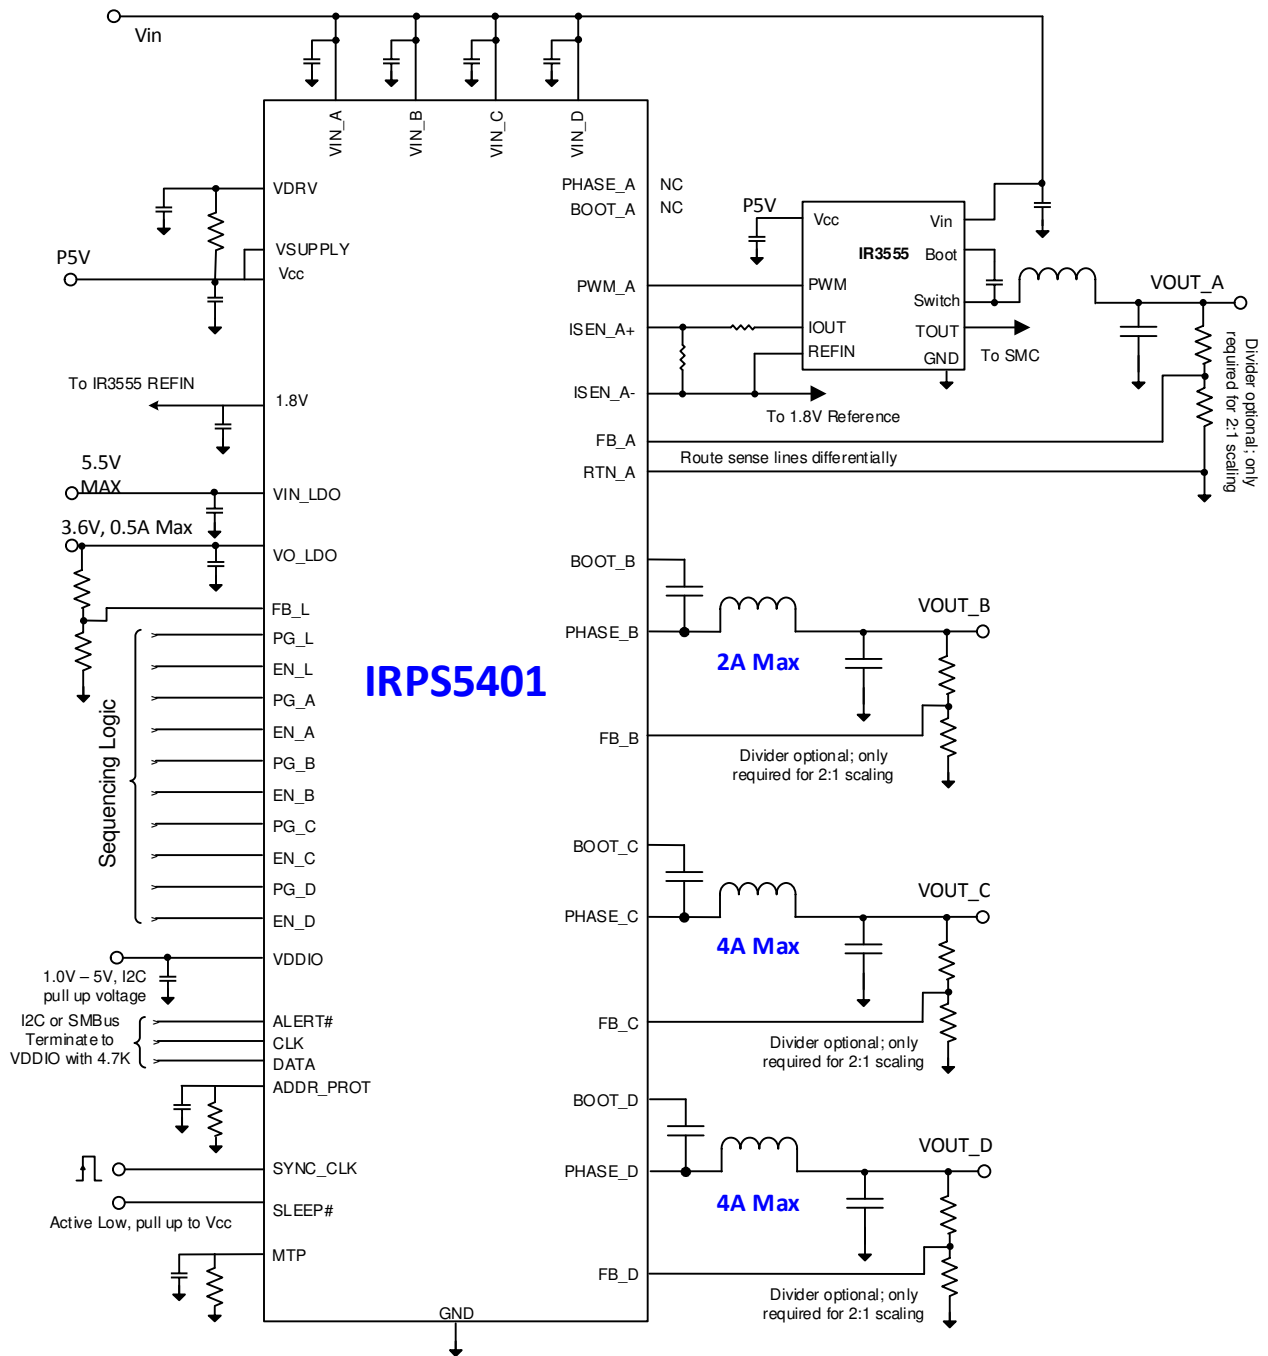 Vin
VIN_A
VIN_B
VIN_C
VIN_D
VDRV
PHASE_A NC
BOOT_A NC
P5V
Vcc
Vin
IR3555
Boot
P5V
VSUPPLY
Vcc
PWM_A
PWM
Switch
VOUT_A
ISEN_A+
IOUT
TOUT
REFIN
GND
To SMC
Divider optional; only
required for 2:1 scaling
To IR3555 REFIN
1.8V
ISEN_A-
To 1.8V Reference
FB_A
Route sense lines differentially
RTN_A
5.5V
MAX
VIN_LDO
3.6V, 0.5A Max
VO_LDO
BOOT_B
FB_L
PG_L
EN_L
PG_A
EN_A
PG_B
EN_B
PG_C
EN_C
PG_D
EN_D
Sequencing Logic
IRPS5401
PHASE_B
VOUT_B
2A Max
FB_B
Divider optional; only
required for 2:1 scaling
BOOT_C
PHASE_C
VOUT_C
4A Max
FB_C
Divider optional; only
required for 2:1 scaling
VDDIO
1.0V – 5V, I2C
pull up voltage
I2C or SMBus
Terminate to
VDDIO with 4.7K
ALERT#
CLK
DATA
ADDR_PROT
BOOT_D
PHASE_D
VOUT_D
4A Max
SYNC_CLK
SLEEP#
Active Low, pull up to Vcc
MTP
FB_D
Divider optional; only
required for 2:1 scaling
GND